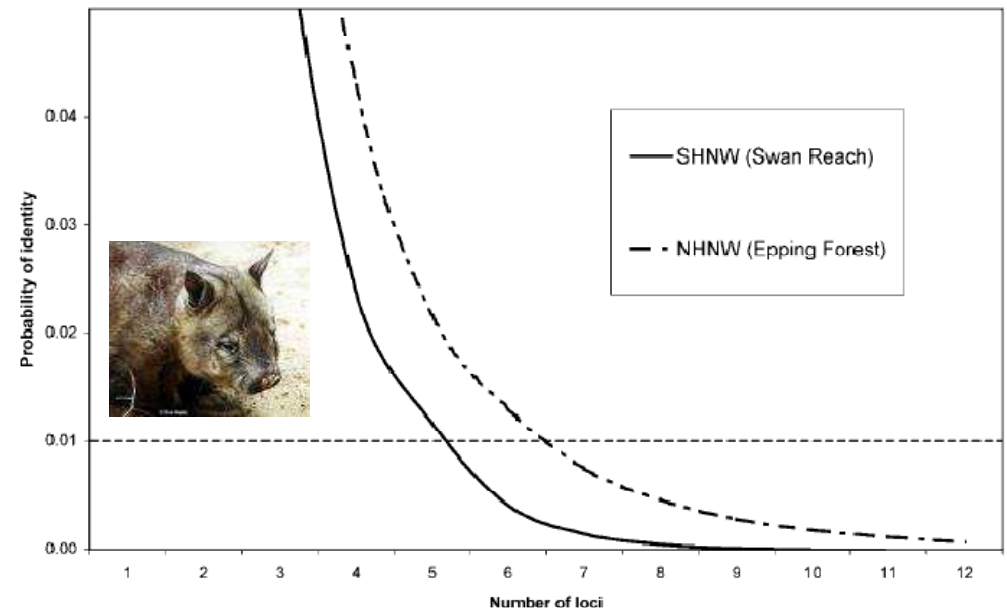 0.04
0.03
0.02
0.01
0.00
Probability of identity
SHNW (Swan Reach)
NHNW (Epping Forest)
1 2 3 4 5 6 7 8 9 10 11 12
Number of loci